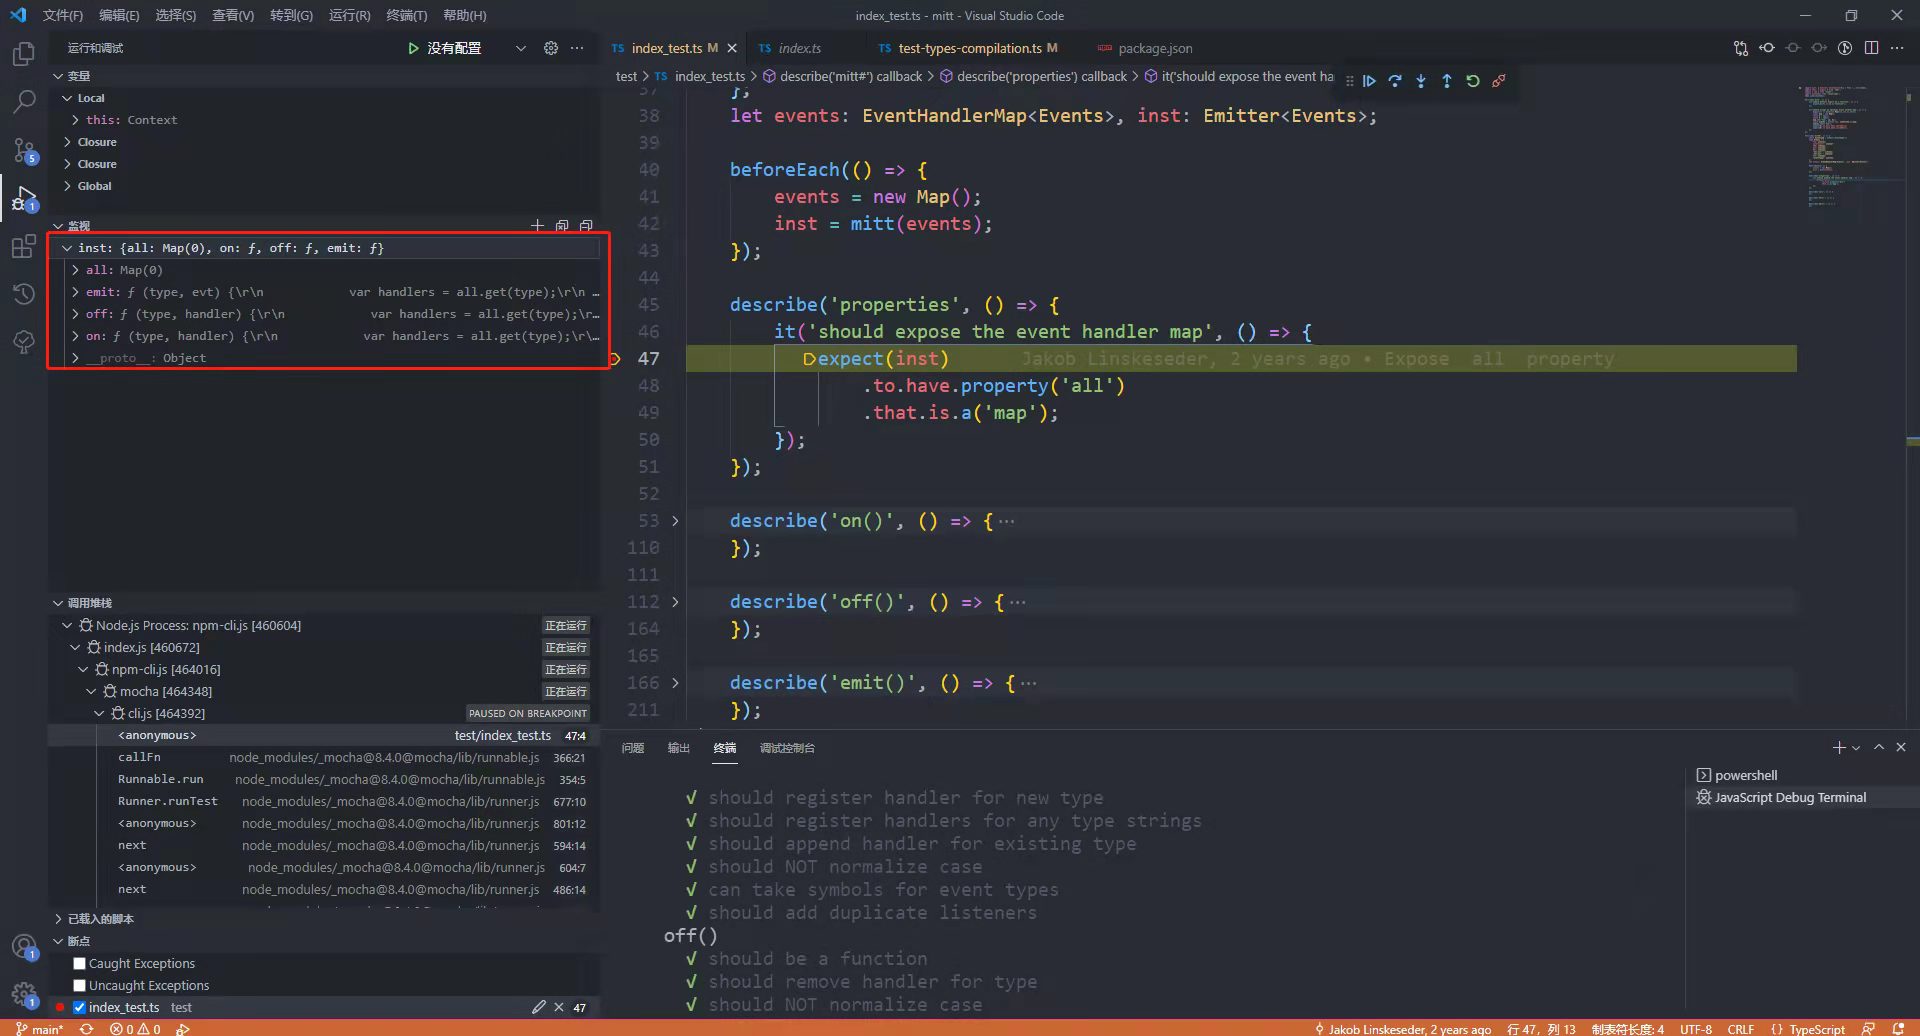 文件(F) 编辑(E) 选择(S) 查看(V) 转到(G) 运行(R) 终端(T) 帮助(H)
index_test.ts - mitt - Visual Studio Code
运行和调试
没有配置
变量
Local
this: Context
Closure
Closure
Global
监视
inst: {all: Map(0), on: ƒ, off: ƒ, emit: ƒ}
all: Map(0)
emit: ƒ (type, evt) {\r\n            var handlers = all.get(type);\r\n …
off: ƒ (type, handler) {\r\n            var handlers = all.get(type);\r…
on: ƒ (type, handler) {\r\n            var handlers = all.get(type);\r\…
__proto__: Object
调用堆栈
Node.js Process: npm-cli.js [460604] 正在运行
index.js [460672] 正在运行
npm-cli.js [464016] 正在运行
mocha [464348] 正在运行
cli.js [464392] PAUSED ON BREAKPOINT
<anonymous> test/index_test.ts 47:4
callFn node_modules/_mocha@8.4.0@mocha/lib/runnable.js 366:21
Runnable.run node_modules/_mocha@8.4.0@mocha/lib/runnable.js 354:5
Runner.runTest node_modules/_mocha@8.4.0@mocha/lib/runner.js 677:10
<anonymous> node_modules/_mocha@8.4.0@mocha/lib/runner.js 801:12
next node_modules/_mocha@8.4.0@mocha/lib/runner.js 594:14
<anonymous> node_modules/_mocha@8.4.0@mocha/lib/runner.js 604:7
next node_modules/_mocha@8.4.0@mocha/lib/runner.js 486:14
已载入的脚本
断点
Caught Exceptions
Uncaught Exceptions
index_test.ts test 47
5
1
1
1
TS index_test.ts M TS index.ts TS test-types-compilation.ts M package.json
test > TS index_test.ts > describe('mitt#') callback > describe('properties') callback > it('should expose the event ha
37 };
38 let events: EventHandlerMap<Events>, inst: Emitter<Events>;
39
40 beforeEach(() => {
41 events = new Map();
42 inst = mitt(events);
43 });
44
45 describe('properties', () => {
46 it('should expose the event handler map', () => {
47 expect(inst) Jakob Linskeseder, 2 years ago • Expose all property
48 .to.have.property('all')
49 .that.is.a('map');
50 });
51 });
52
53 describe('on()', () => {···
110 });
111
112 describe('off()', () => {···
164 });
165
166 describe('emit()', () => {···
211 });
问题 输出 终端 调试控制台
√ should register handler for new type
√ should register handlers for any type strings
√ should append handler for existing type
√ should NOT normalize case
√ can take symbols for event types
√ should add duplicate listeners
off()
√ should be a function
√ should remove handler for type
√ should NOT normalize case
powershell
JavaScript Debug Terminal
main* 0 0 Jakob Linskeseder, 2 years ago 行 47，列 13 制表符长度: 4 UTF-8 CRLF {} TypeScript